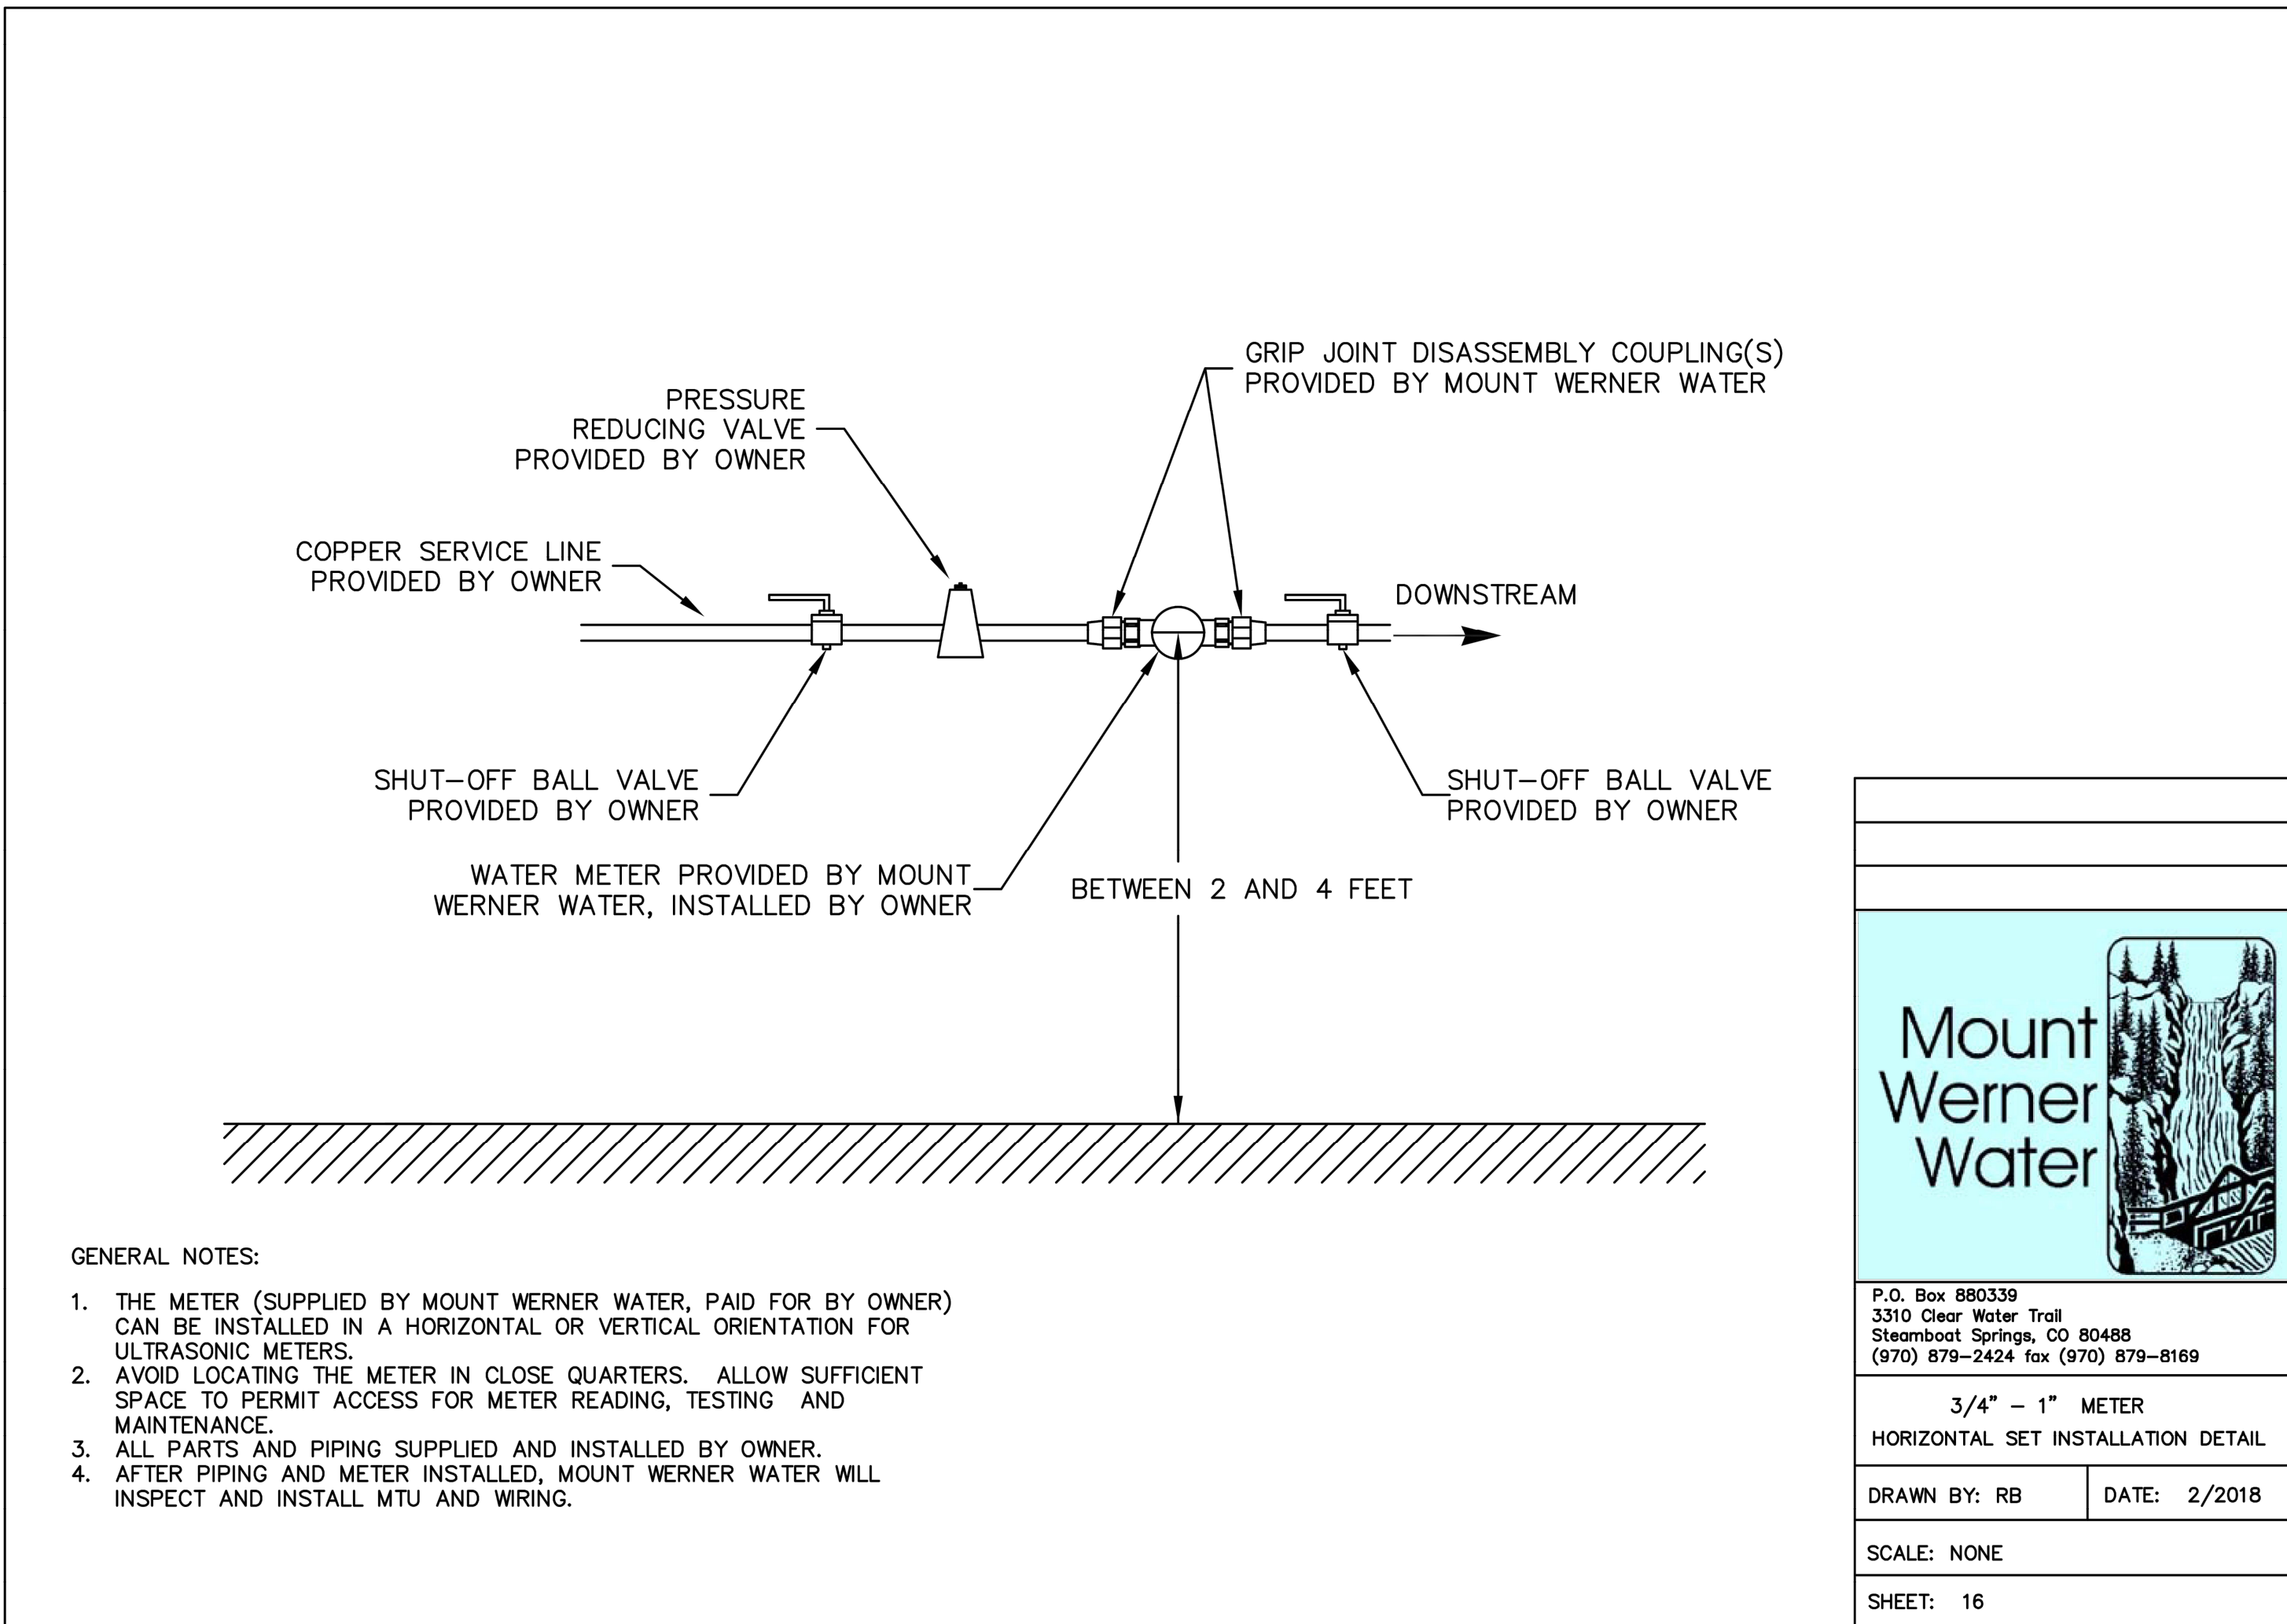 GRIP JOINT DISASSEMBLY COUPLING(S)
PROVIDED BY MOUNT WERNER WATER
PRESSURE
REDUCING VALVE
PROVIDED BY OWNER
COPPER SERVICE LINE
PROVIDED BY OWNER
DOWNSTREAM
SHUT-OFF BALL VALVE
PROVIDED BY OWNER
SHUT-OFF BALL VALVE
PROVIDED BY OWNER
WATER METER PROVIDED BY MOUNT
WERNER WATER, INSTALLED BY OWNER
BETWEEN 2 AND 4 FEET
GENERAL NOTES:
1. THE METER (SUPPLIED BY MOUNT WERNER WATER, PAID FOR BY OWNER)
CAN BE INSTALLED IN A HORIZONTAL OR VERTICAL ORIENTATION FOR
ULTRASONIC METERS.
2. AVOID LOCATING THE METER IN CLOSE QUARTERS. ALLOW SUFFICIENT
SPACE TO PERMIT ACCESS FOR METER READING, TESTING AND
MAINTENANCE.
3. ALL PARTS AND PIPING SUPPLIED AND INSTALLED BY OWNER.
4. AFTER PIPING AND METER INSTALLED, MOUNT WERNER WATER WILL
INSPECT AND INSTALL MTU AND WIRING.
Mount
Werner
Water
P.O. Box 880339
3310 Clear Water Trail
Steamboat Springs, CO 80488
(970) 879-2424 fax (970) 879-8169
3/4" - 1" METER
HORIZONTAL SET INSTALLATION DETAIL
DRAWN BY: RB
DATE: 2/2018
SCALE: NONE
SHEET: 16